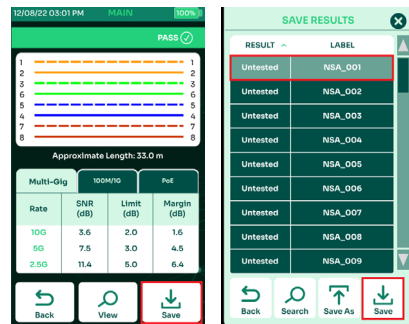 12/08/22 03:01 PM MAIN 100%
PASS
1 1
2 2
3 3
6 6
5 5
4 4
7 7
8 8
Approximate Length: 33.0 m
Multi-Gig 100M/1G PoE
Rate SNR (dB) Limit (dB) Margin (dB)
10G 3.6 2.0 1.6
5G 7.5 3.0 4.5
2.5G 11.4 5.0 6.4
Back View Save
SAVE RESULTS
RESULT LABEL
Untested NSA_001
Untested NSA_002
Untested NSA_003
Untested NSA_004
Untested NSA_005
Untested NSA_006
Untested NSA_007
Untested NSA_008
Untested NSA_009
Back Search Save As Save